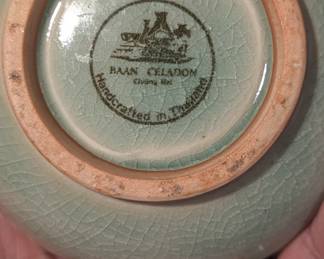 BAAN CELADON
Chiang Mai
Handcrafted in Thailand